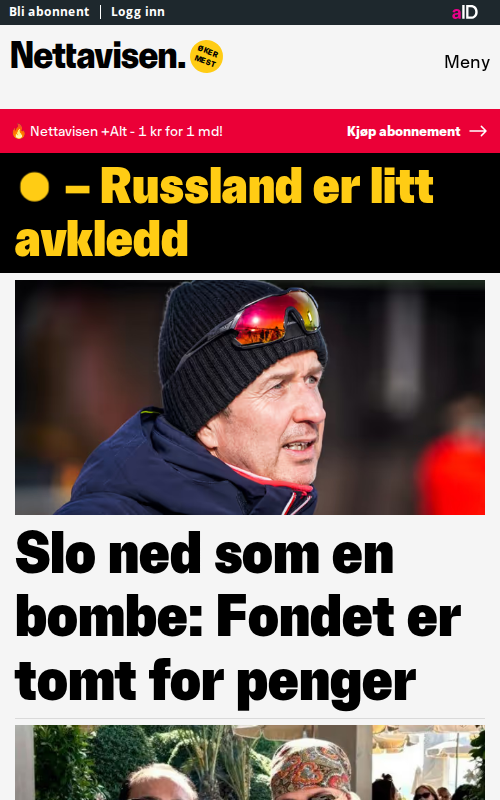 Bli abonnent | Logg inn
aID
Nettavisen.
ØKER
MEST
Meny
🔥 Nettavisen +Alt - 1 kr for 1 md!
Kjøp abonnement →
– Russland er litt
avkledd
Slo ned som en
bombe: Fondet er
tomt for penger